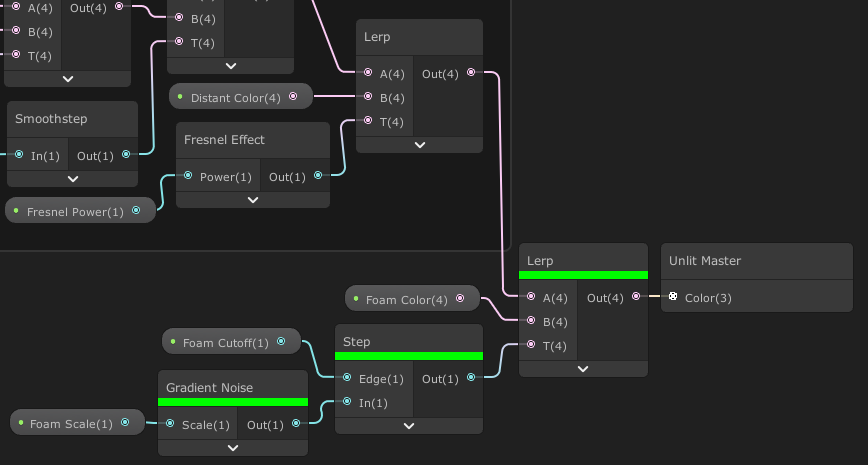 A(4) Out(4)
B(4)
T(4)
B(4)
T(4)
Lerp
A(4) Out(4)
B(4)
T(4)
Distant Color(4)
Smoothstep
In(1) Out(1)
Fresnel Effect
Power(1) Out(1)
Fresnel Power(1)
Lerp
A(4) Out(4)
B(4)
T(4)
Unlit Master
Color(3)
Foam Color(4)
Foam Cutoff(1)
Step
Edge(1) Out(1)
In(1)
Gradient Noise
Scale(1) Out(1)
Foam Scale(1)